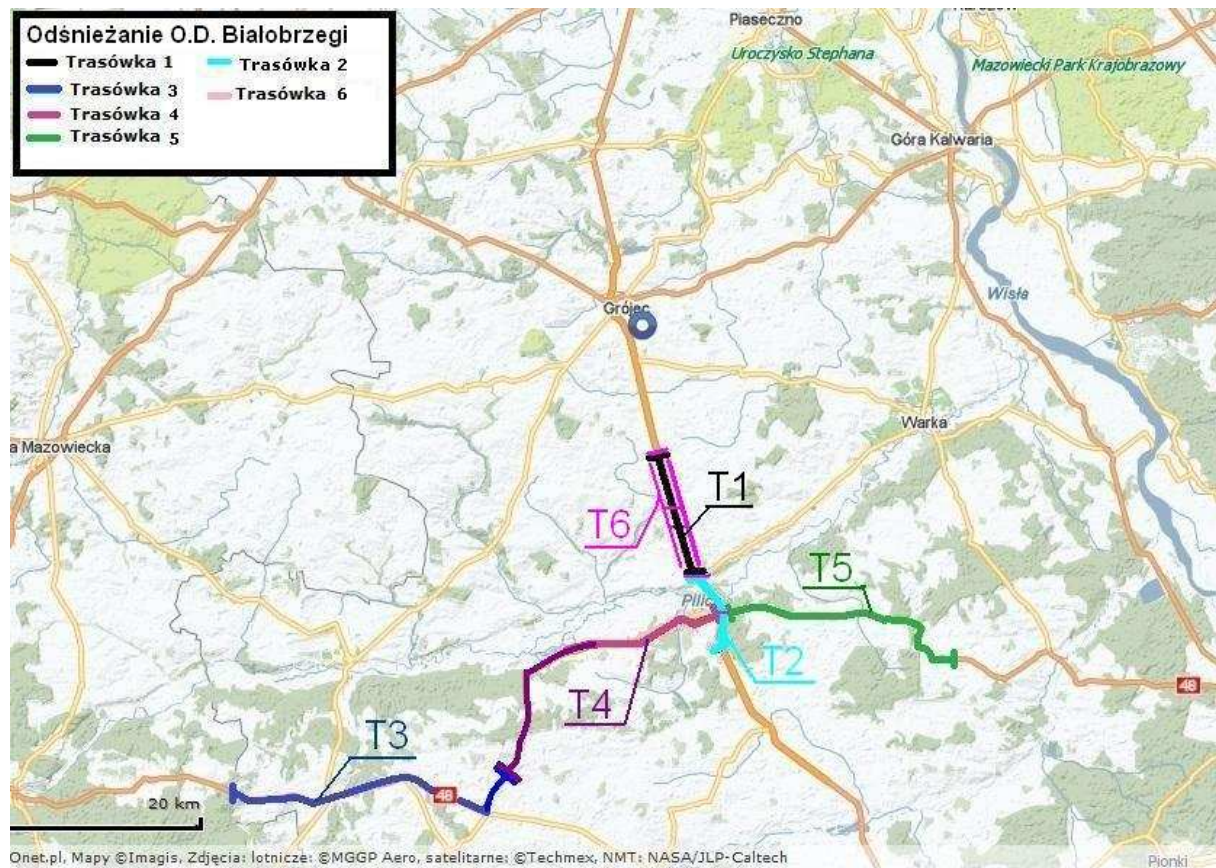 Piaseczno
Uroczysko Stephana
Mazowiecki Park Krajobrazowy
Odśnieżanie O.D. Białobrzegi
Trasówka 1
Trasówka 2
Trasówka 3
Trasówka 6
Trasówka 4
Trasówka 5
Góra Kalwaria
Wisła
Grójec
Warka
a Mazowiecka
T1
T6
T5
T2
T4
T3
48
48
20 km
Onet.pl, Mapy ©Imagis, Zdjęcia: lotnicze: ©MGGP Aero, satelitarne: ©Techmex, NMT: NASA/JLP-Caltech
Pionki